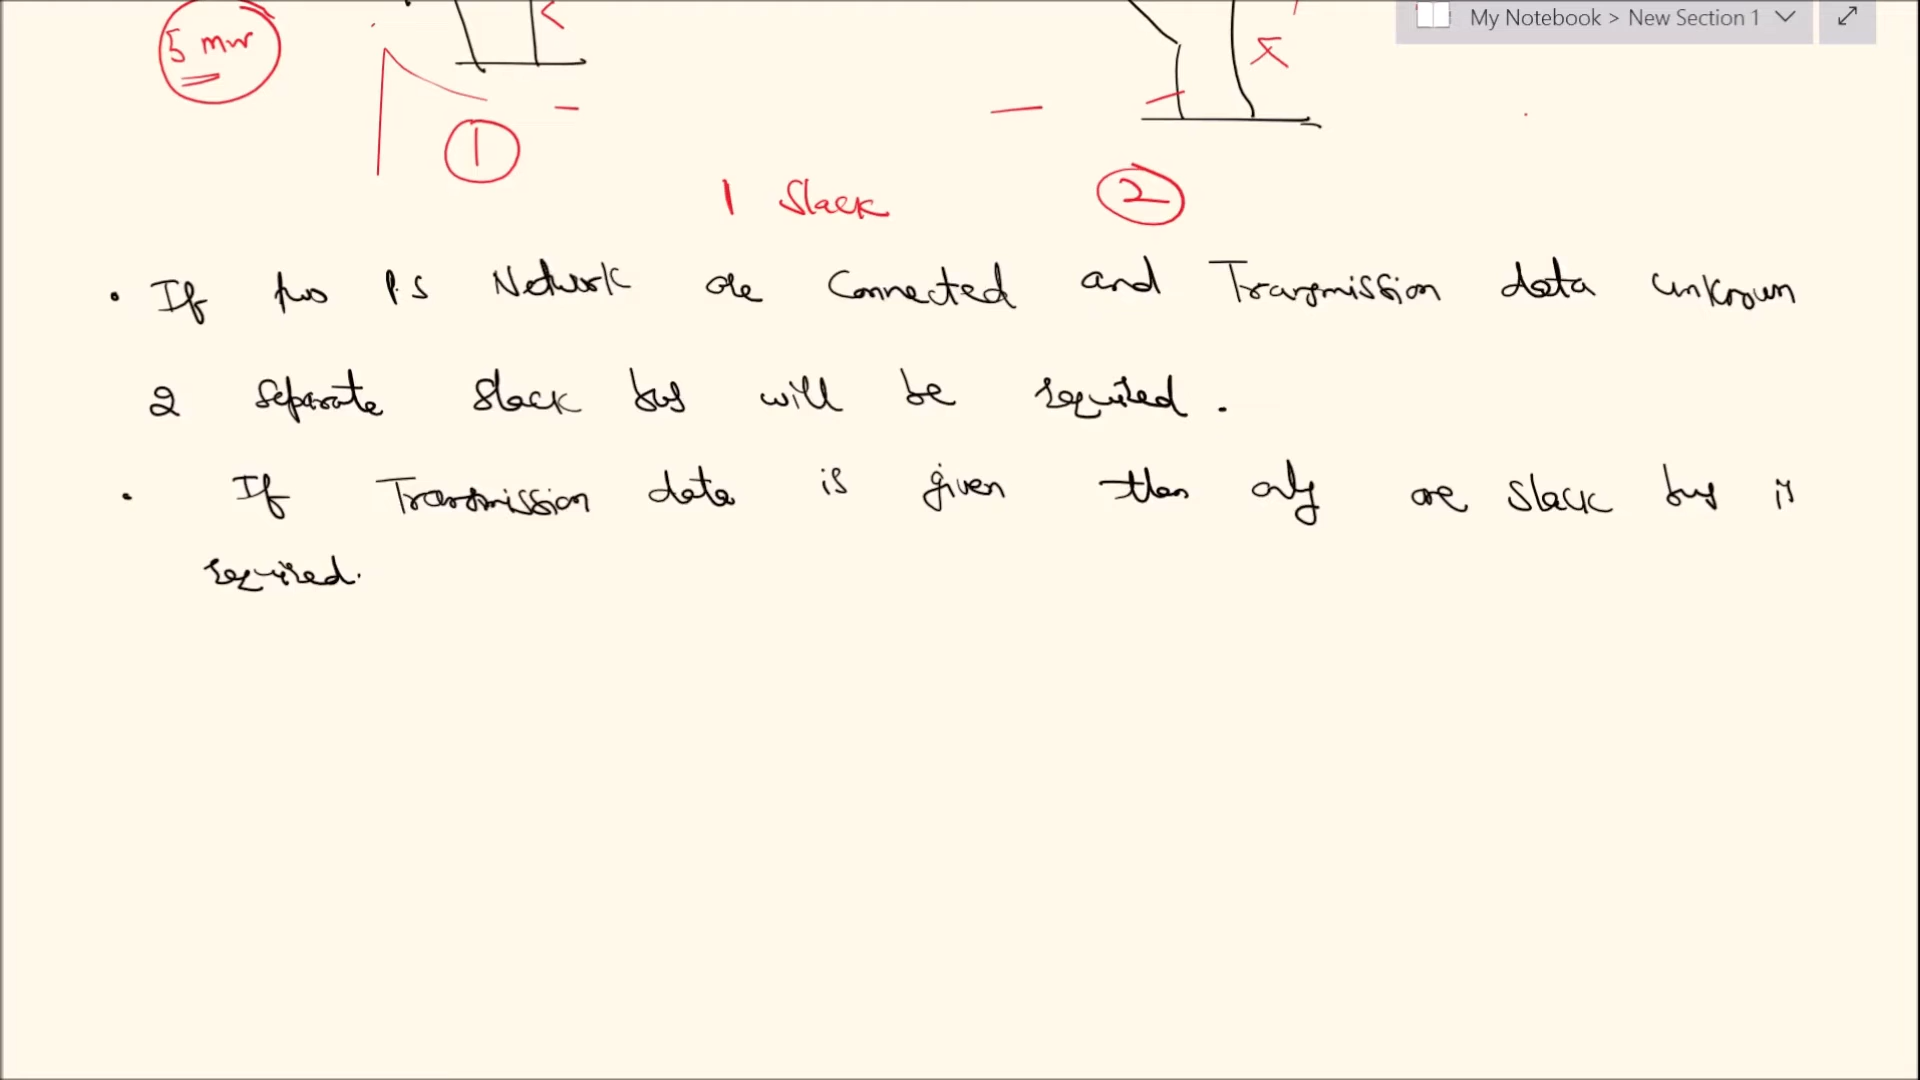 My Notebook > New Section 1
5 mw
1
1 Slack
2
• If two P.S Network are Connected and Transmission data unknown
2 separate slack bus will be required.
• If Transmission data is given then only one slack bus is
required.